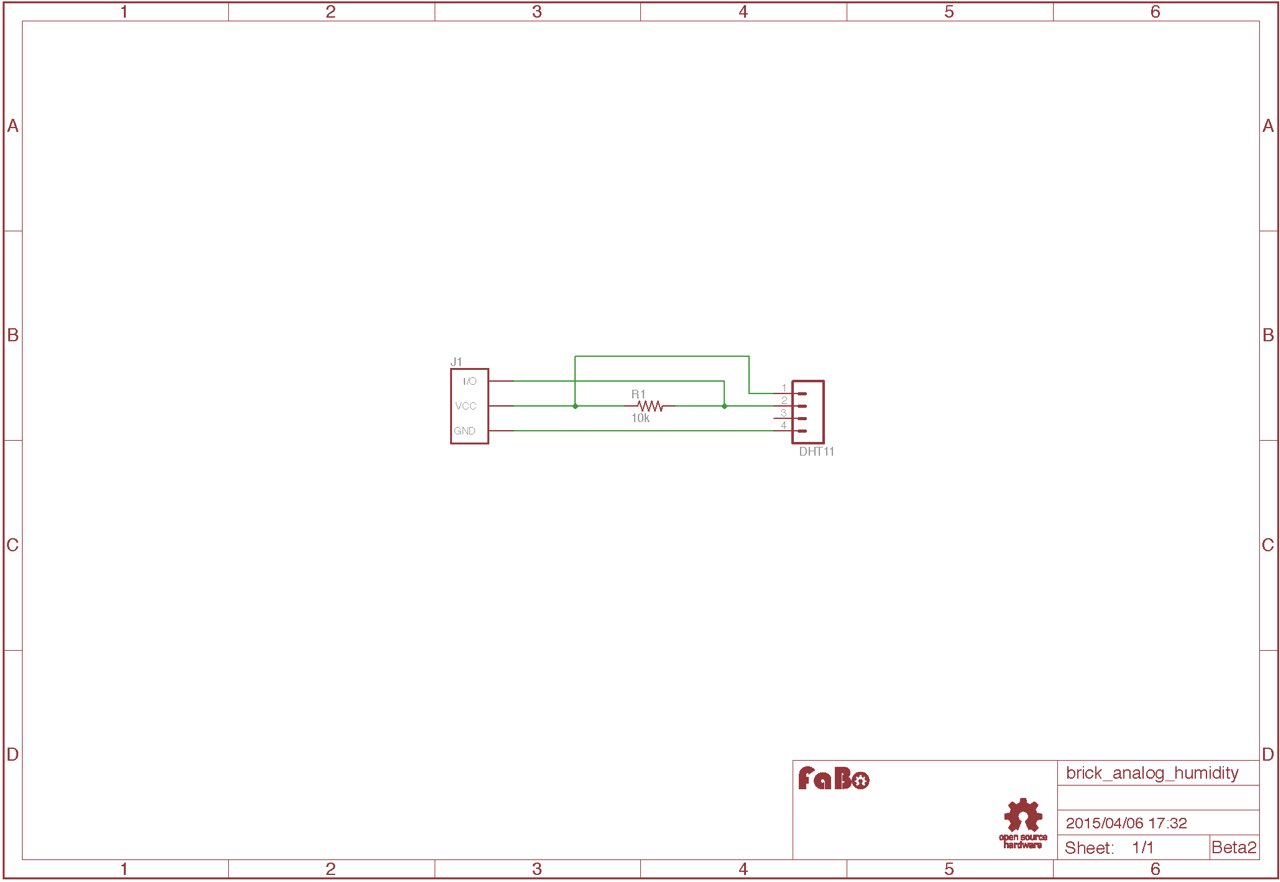 1 2 3 4 5 6
A A
B B
J1
I/O
VCC
GND
R1
10k
1
2
3
4
DHT11
C C
D D
FaBo
brick_analog_humidity
2015/04/06 17:32
open source
hardware
Sheet: 1/1 Beta2
1 2 3 4 5 6